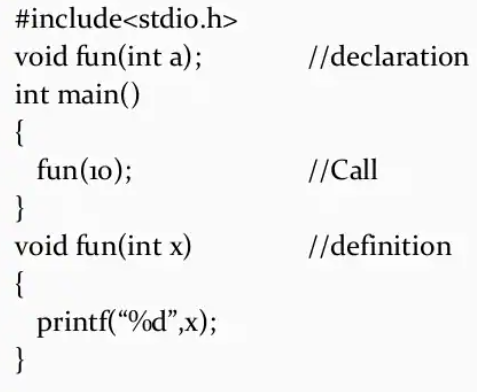 #include<stdio.h>
void fun(int a); //declaration
int main()
{
fun(10); //Call
}
void fun(int x) //definition
{
printf(“%d”,x);
}